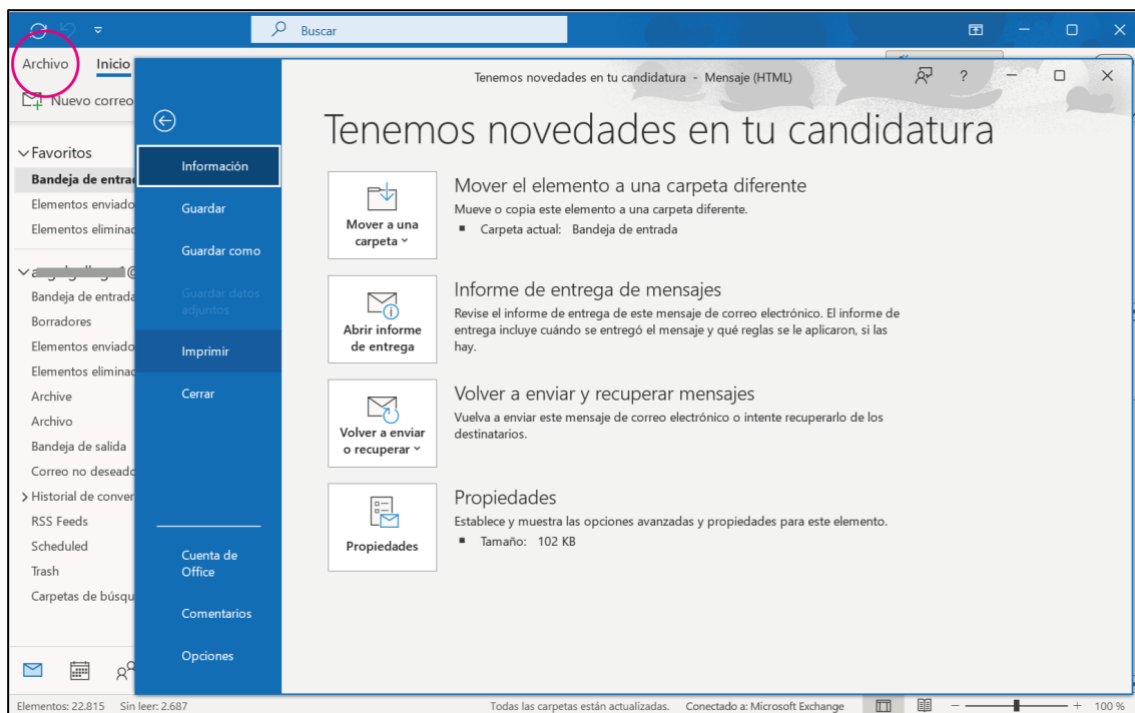 Buscar
Archivo Inicio
Nuevo correo
Favoritos
Bandeja de entrad
Elementos enviado
Elementos eliminad
@
Bandeja de entrada
Borradores
Elementos enviado
Elementos eliminad
Archive
Archivo
Bandeja de salida
Correo no deseado
Historial de conver
RSS Feeds
Scheduled
Trash
Carpetas de búsqu
Tenemos novedades en tu candidatura - Mensaje (HTML)
?
Información
Guardar
Guardar como
Guardar datos
adjuntos
Imprimir
Cerrar
Cuenta de
Office
Comentarios
Opciones
Tenemos novedades en tu candidatura
Mover a una
carpeta
Mover el elemento a una carpeta diferente
Mueve o copia este elemento a una carpeta diferente.
Carpeta actual: Bandeja de entrada
Abrir informe
de entrega
Informe de entrega de mensajes
Revise el informe de entrega de este mensaje de correo electrónico. El informe de
entrega incluye cuándo se entregó el mensaje y qué reglas se le aplicaron, si las
hay.
Volver a enviar
o recuperar
Volver a enviar y recuperar mensajes
Vuelva a enviar este mensaje de correo electrónico o intente recuperarlo de los
destinatarios.
Propiedades
Propiedades
Establece y muestra las opciones avanzadas y propiedades para este elemento.
Tamaño: 102 KB
Elementos: 22.815 Sin leer: 2.687 Todas las carpetas están actualizadas. Conectado a: Microsoft Exchange 100 %